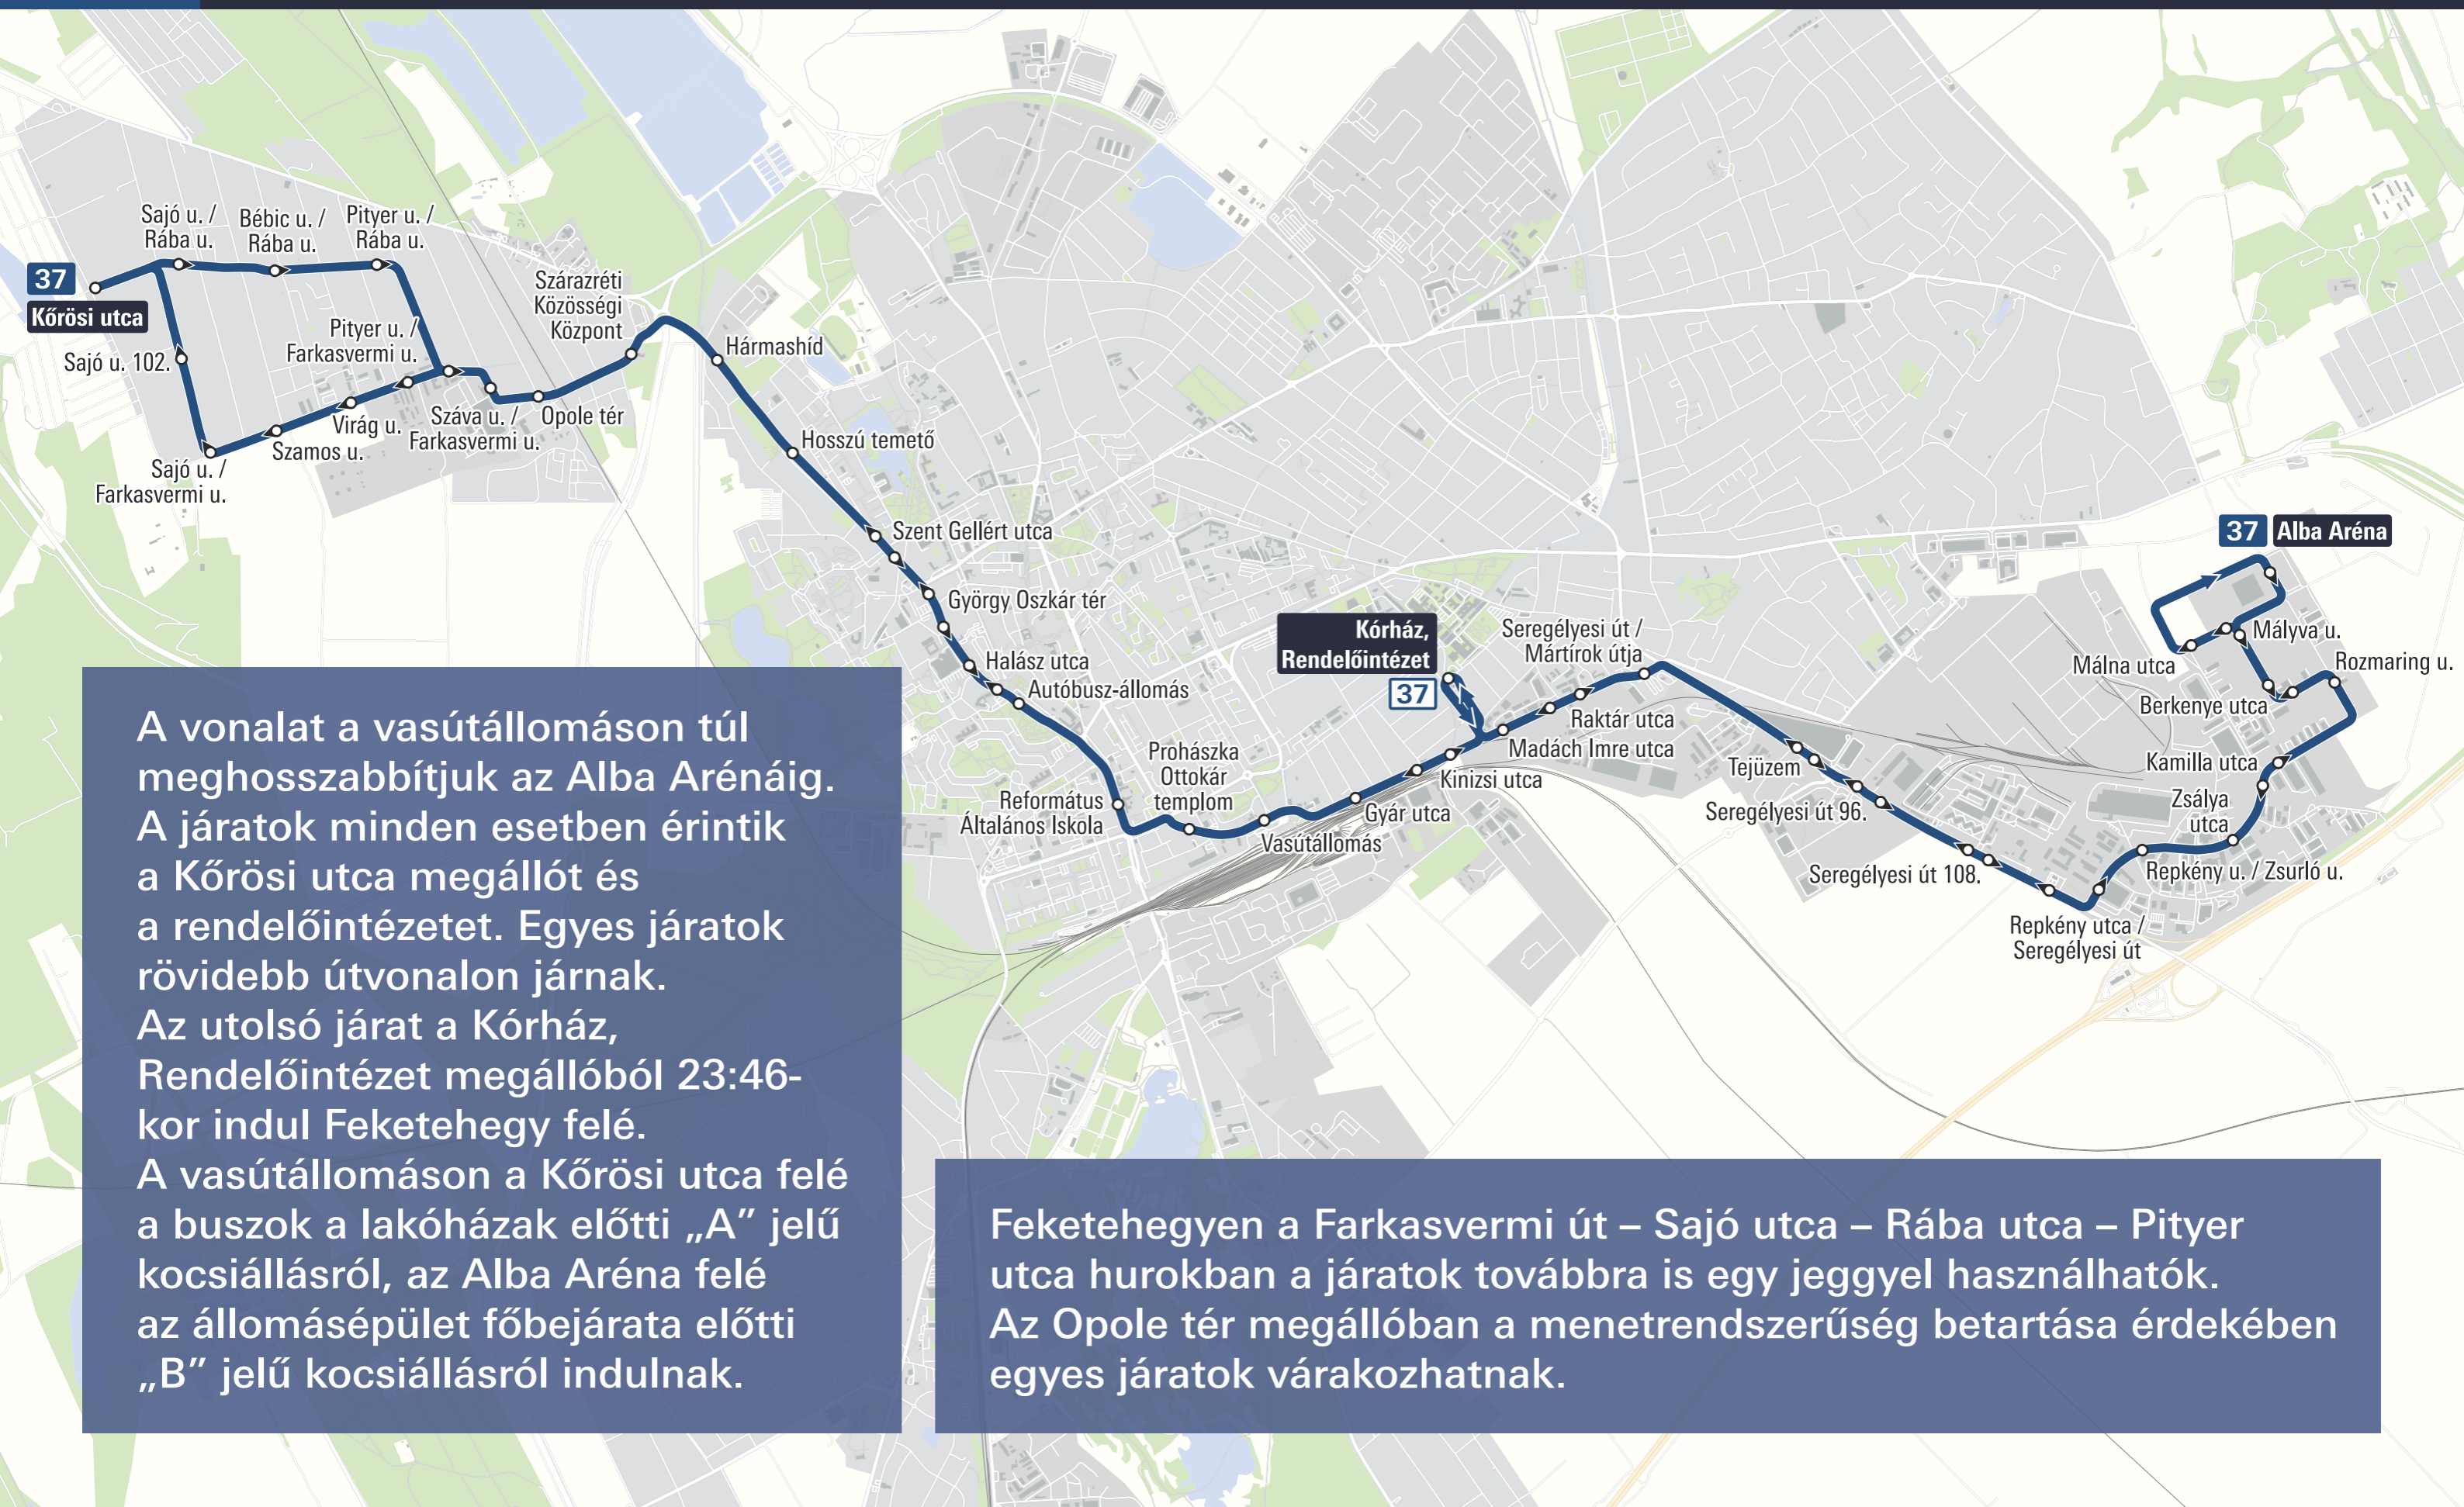 37
Kőrösi utca
Sajó u. /
Rába u.
Bébic u. /
Rába u.
Pityer u. /
Rába u.
Sajó u. 102.
Pityer u. /
Farkasvermi u.
Szárazréti
Közösségi
Központ
Virág u.
Száva u. /
Farkasvermi u.
Opole tér
Szamos u.
Sajó u. /
Farkasvermi u.
Hármashíd
Hosszú temető
Szent Gellért utca
György Oszkár tér
Halász utca
Autóbusz-állomás
Református
Általános Iskola
Prohászka
Ottokár
templom
Vasútállomás
Gyár utca
Kinizsi utca
Kórház,
Rendelőintézet
37
Madách Imre utca
Raktár utca
Seregélyesi út /
Mártírok útja
Tejüzem
Seregélyesi út 96.
Seregélyesi út 108.
Repkény utca /
Seregélyesi út
Repkény u. / Zsurló u.
Zsálya
utca
Kamilla utca
Rozmaring u.
Berkenye utca
Mályva u.
Málna utca
37 Alba Aréna
A vonalat a vasútállomáson túl
meghosszabbítjuk az Alba Arénáig.
A járatok minden esetben érintik
a Kőrösi utca megállót és
a rendelőintézetet. Egyes járatok
rövidebb útvonalon járnak.
Az utolsó járat a Kórház,
Rendelőintézet megállóból 23:46-
kor indul Feketehegy felé.
A vasútállomáson a Kőrösi utca felé
a buszok a lakóházak előtti „A” jelű
kocsiállásról, az Alba Aréna felé
az állomásépület főbejárata előtti
„B” jelű kocsiállásról indulnak.
Feketehegyen a Farkasvermi út – Sajó utca – Rába utca – Pityer
utca hurokban a járatok továbbra is egy jeggyel használhatók.
Az Opole tér megállóban a menetrendszerűség betartása érdekében
egyes járatok várakozhatnak.